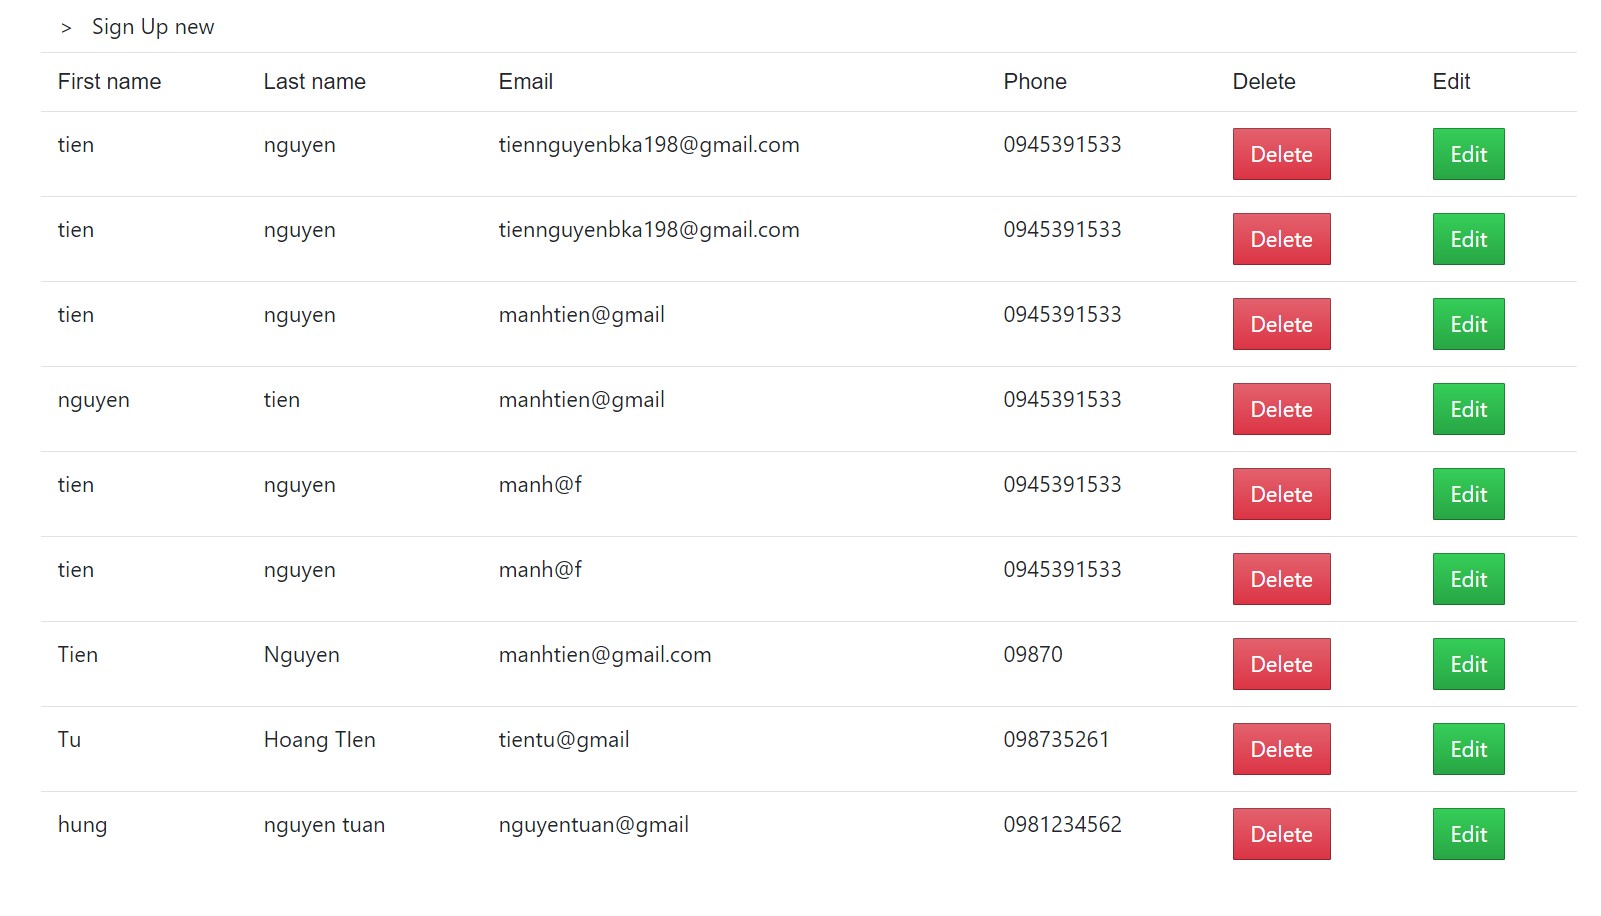 > Sign Up new
First name Last name Email Phone Delete Edit
tien nguyen tiennguyenbka198@gmail.com 0945391533 Delete Edit
tien nguyen tiennguyenbka198@gmail.com 0945391533 Delete Edit
tien nguyen manhtien@gmail 0945391533 Delete Edit
nguyen tien manhtien@gmail 0945391533 Delete Edit
tien nguyen manh@f 0945391533 Delete Edit
tien nguyen manh@f 0945391533 Delete Edit
Tien Nguyen manhtien@gmail.com 09870 Delete Edit
Tu Hoang TIen tientu@gmail 098735261 Delete Edit
hung nguyen tuan nguyentuan@gmail 0981234562 Delete Edit